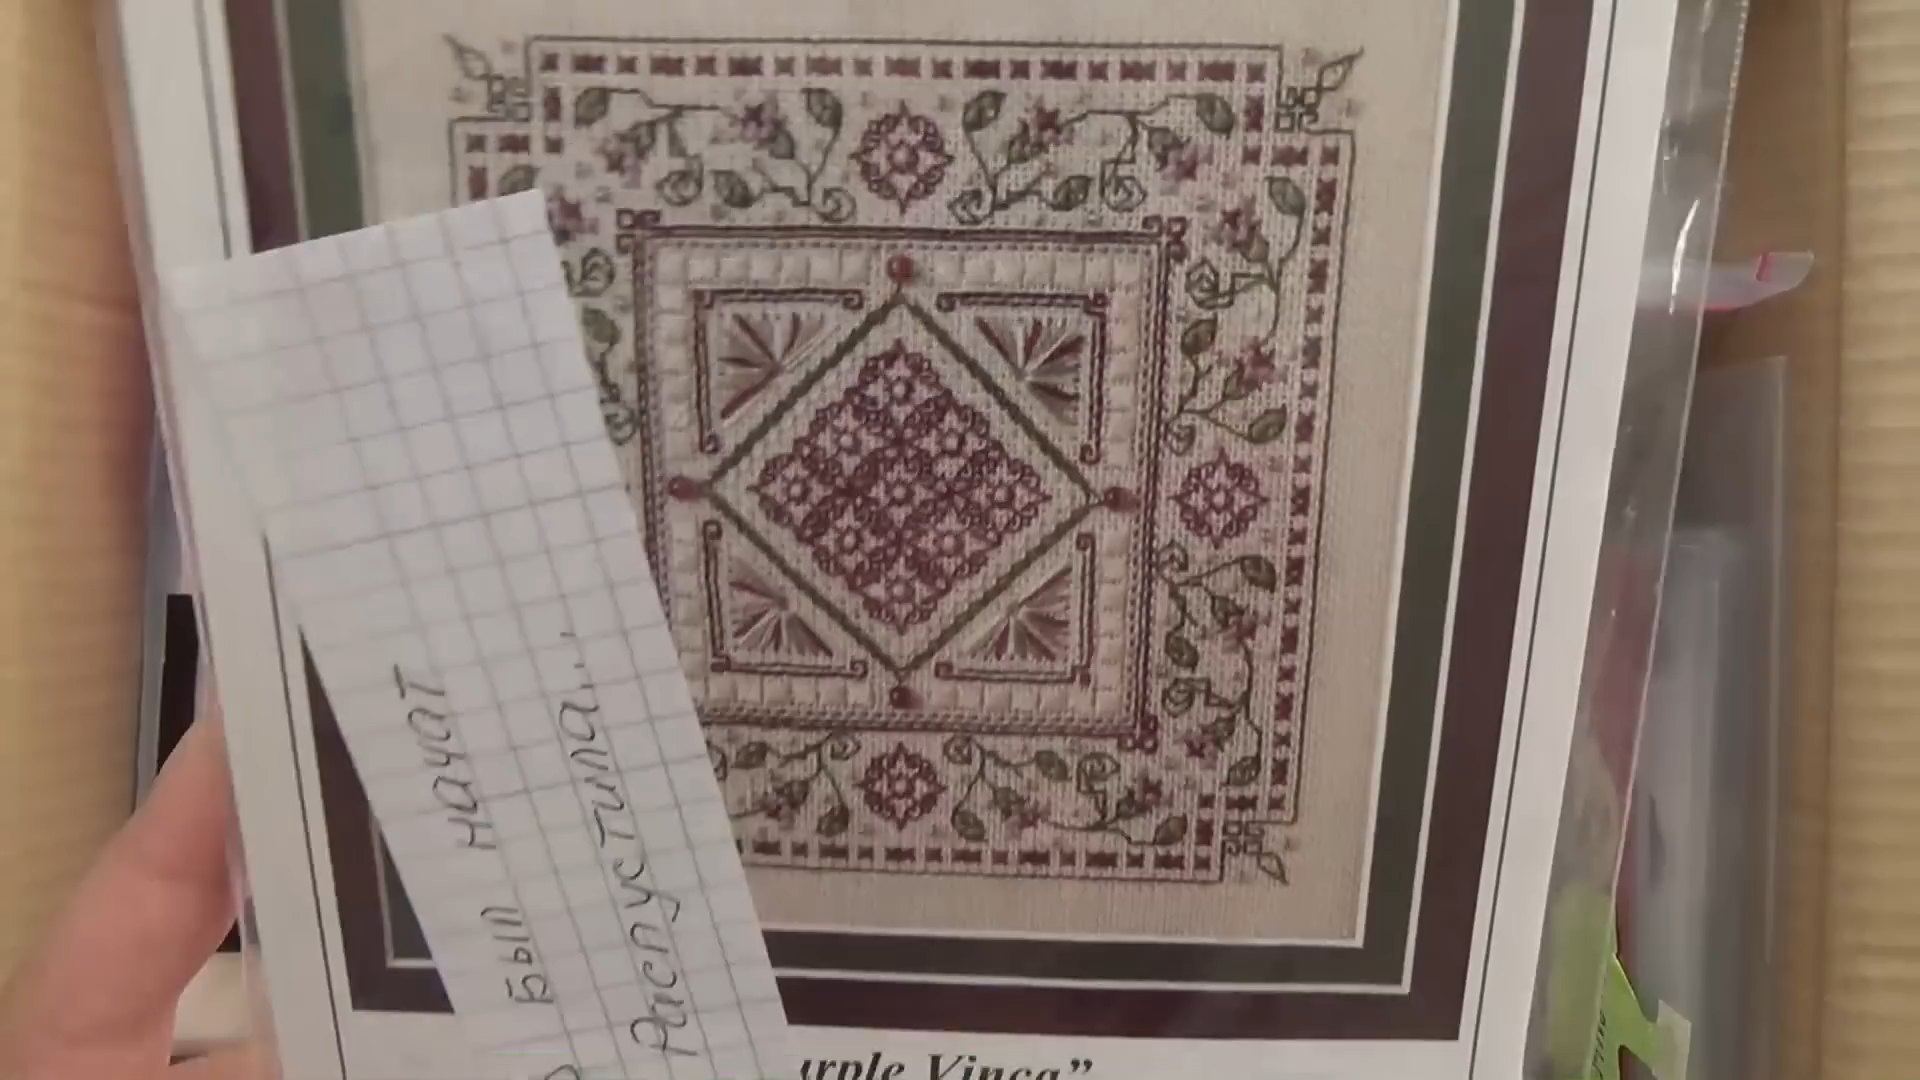 Был начат
Распустила...
urple Vinca”